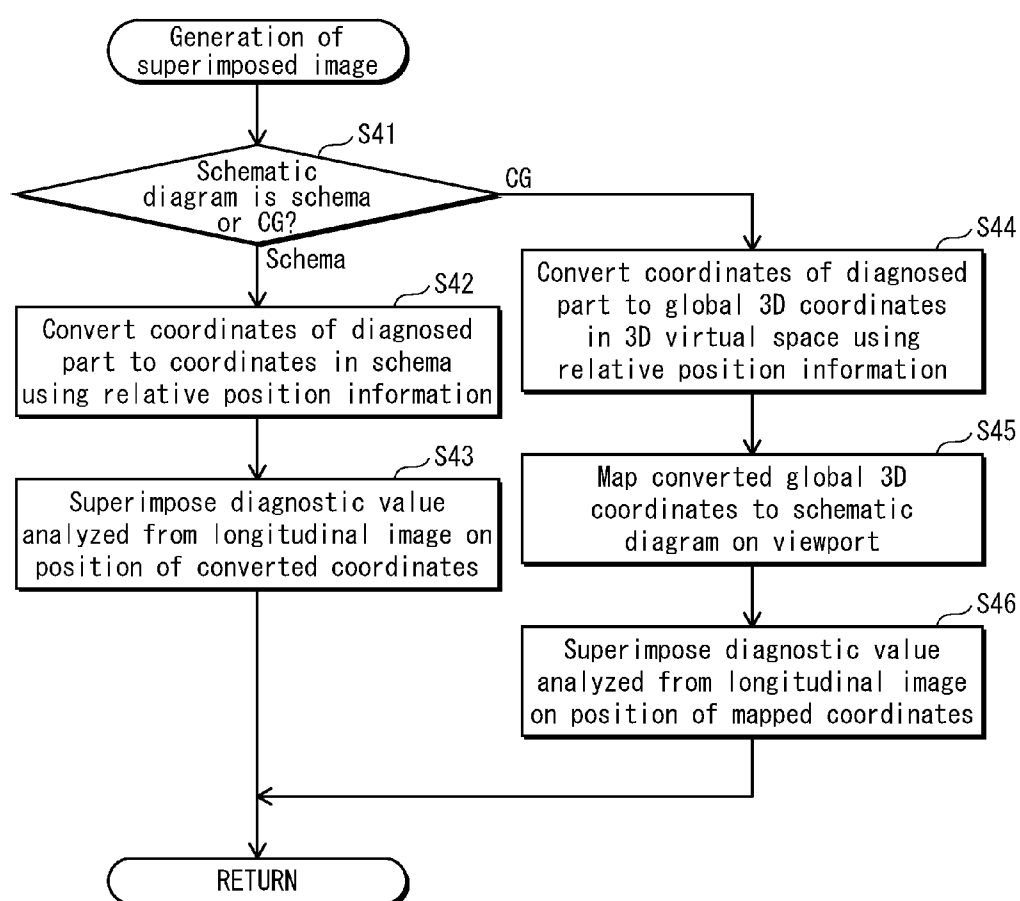 Generation of
superimposed image
S41
Schematic
diagram is schema
or CG?
CG
Schema
S42
Convert coordinates of diagnosed
part to coordinates in schema
using relative position information
S43
Superimpose diagnostic value
analyzed from longitudinal image on
position of converted coordinates
S44
Convert coordinates of diagnosed
part to global 3D coordinates
in 3D virtual space using
relative position information
S45
Map converted global 3D
coordinates to schematic
diagram on viewport
S46
Superimpose diagnostic value
analyzed from longitudinal image
on position of mapped coordinates
RETURN